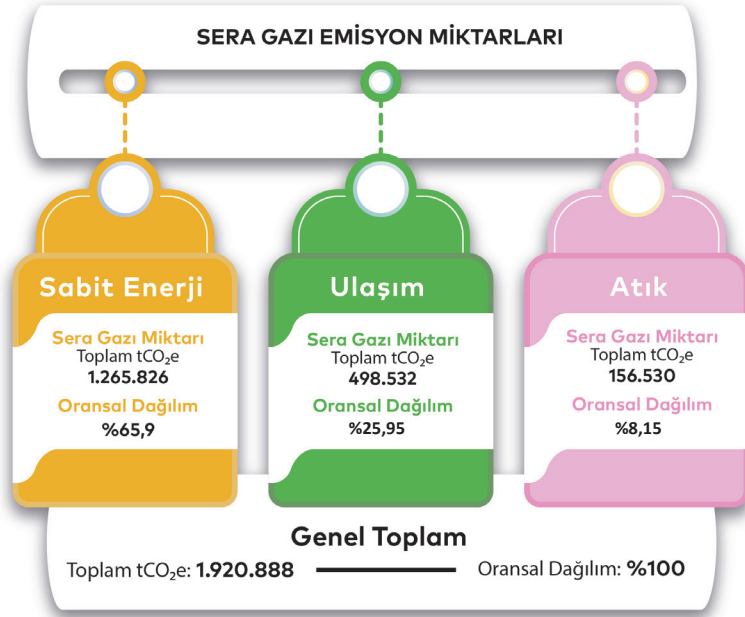 SERA GAZI EMİSYON MİKTARLARI
Sabit Enerji
Sera Gazı Miktarı
Toplam tCO₂e
1.265.826
Oransal Dağılım
%65,9
Ulaşım
Sera Gazı Miktarı
Toplam tCO₂e
498.532
Oransal Dağılım
%25,95
Atık
Sera Gazı Miktarı
Toplam tCO₂e
156.530
Oransal Dağılım
%8,15
Genel Toplam
Toplam tCO₂e: 1.920.888 Oransal Dağılım: %100